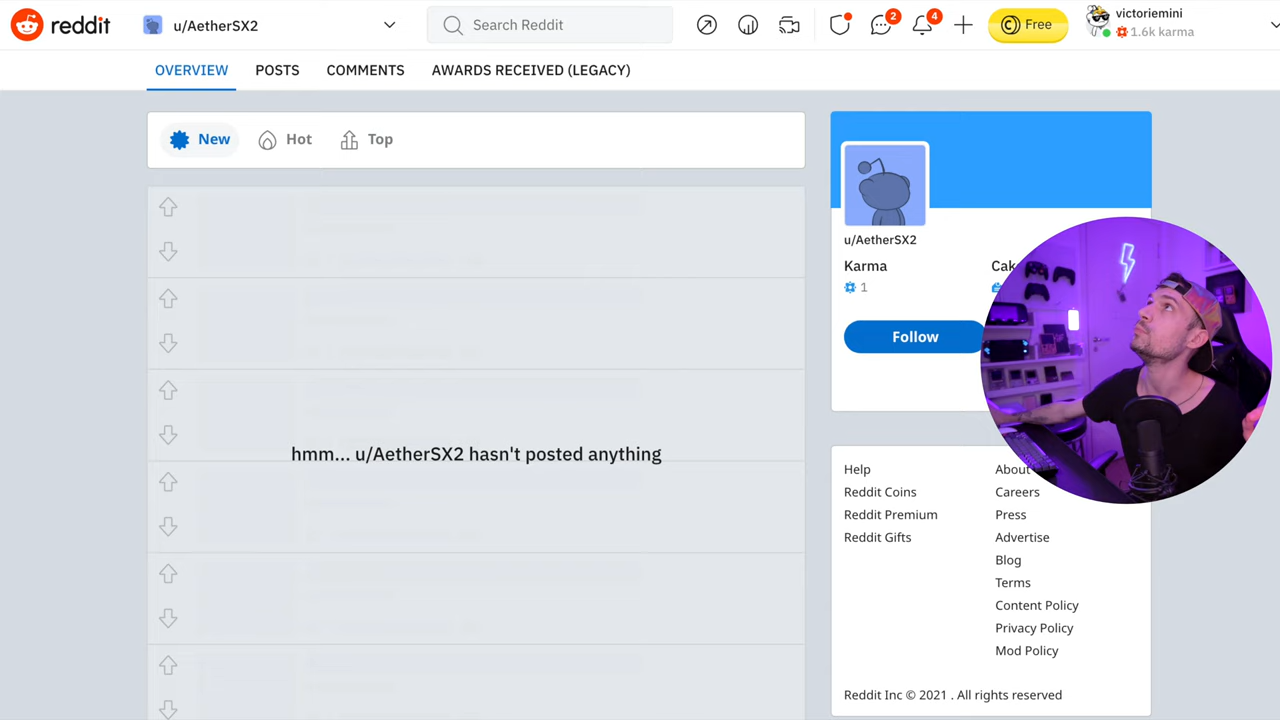 reddit
u/AetherSX2
Search Reddit
2
4
Free
victoriemini
1.6k karma
OVERVIEW
POSTS
COMMENTS
AWARDS RECEIVED (LEGACY)
New
Hot
Top
hmm... u/AetherSX2 hasn't posted anything
u/AetherSX2
Karma
Cak
1
Follow
Help
Reddit Coins
Reddit Premium
Reddit Gifts
About
Careers
Press
Advertise
Blog
Terms
Content Policy
Privacy Policy
Mod Policy
Reddit Inc © 2021 . All rights reserved